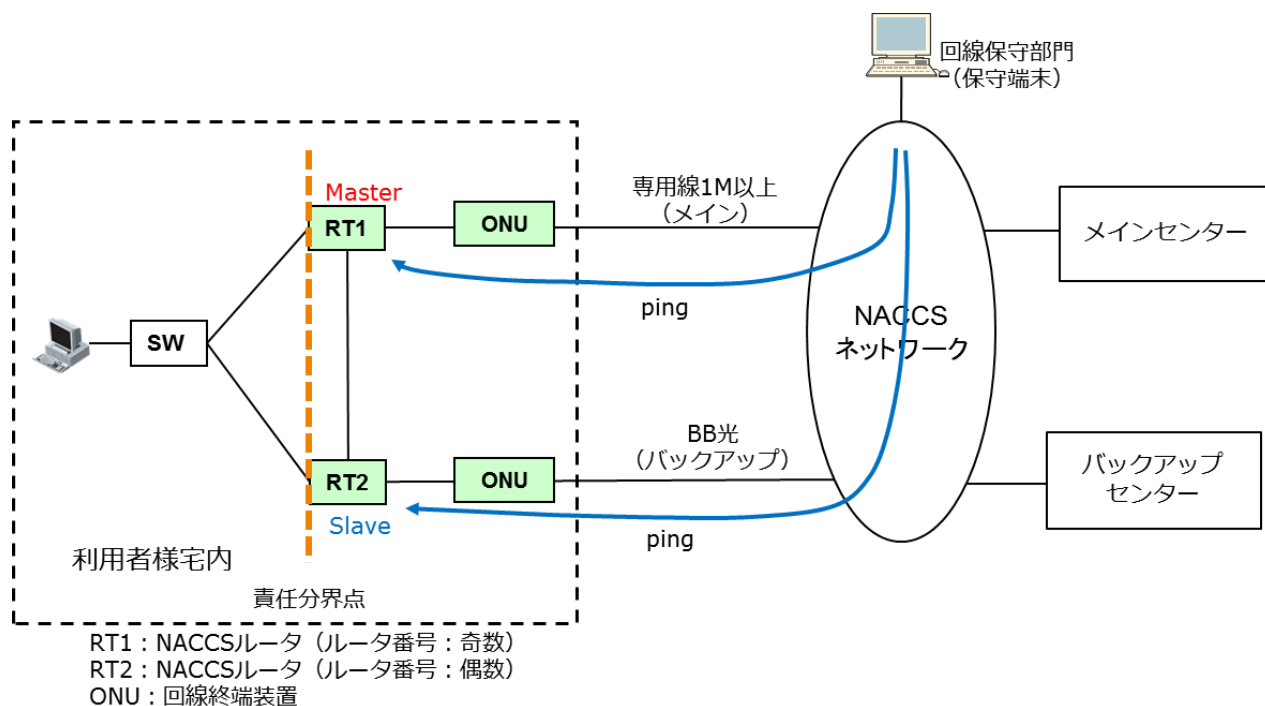 回線保守部門
（保守端末）
専用線1M以上
（メイン）
Master
RT1
ONU
メインセンター
ping
SW
NACCS
ネットワーク
BB光
（バックアップ）
バックアップ
センター
RT2
ONU
Slave
ping
利用者様宅内
責任分界点
RT1：NACCSルータ（ルータ番号：奇数）
RT2：NACCSルータ（ルータ番号：偶数）
ONU：回線終端装置